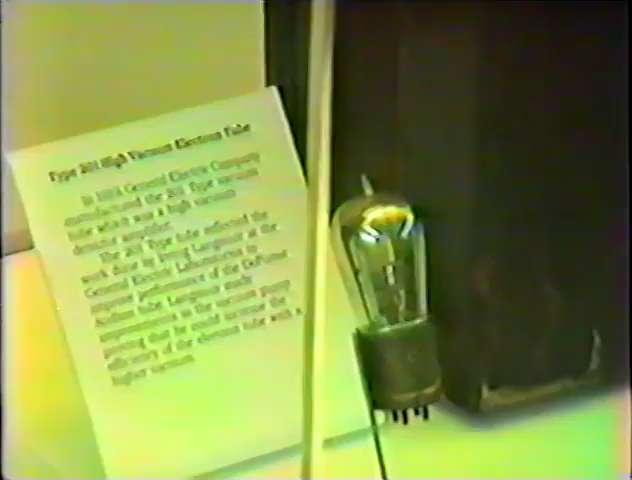 Type 201 High Vacuum Electron Tube
In General Electric Company
manufactured the 201 Type vacuum
tube which was a high vacuum
detector amplifier.
The 201 Type tube reflected the
work done by Irving Langmuir at the
General Electric Laboratories to
improve performance of the DeForest
Audion tube. Langmuir made
improvements in the vacuum pump
proving that he could increase the
efficiency of the electron tube with a
higher vacuum.